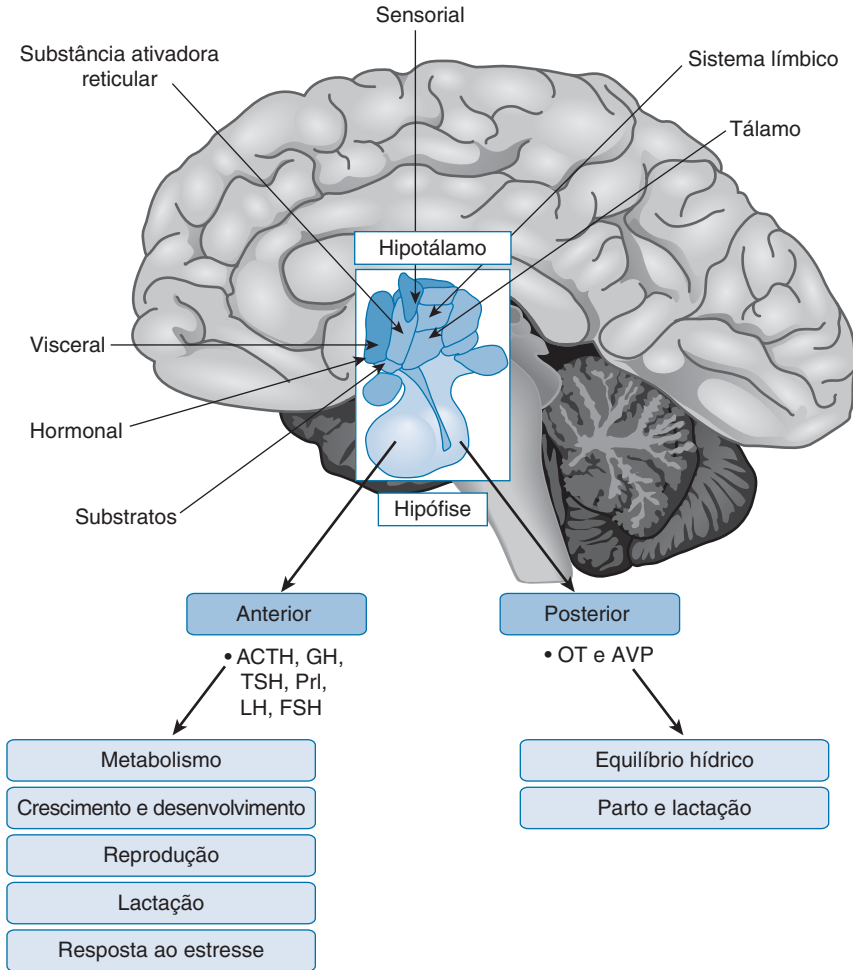 Sensorial
Substância ativadora
reticular
Sistema límbico
Tálamo
Hipotálamo
Visceral
Hormonal
Substratos
Hipófise
Anterior
• ACTH, GH,
TSH, Prl,
LH, FSH
Posterior
• OT e AVP
Metabolismo
Crescimento e desenvolvimento
Reprodução
Lactação
Resposta ao estresse
Equilíbrio hídrico
Parto e lactação